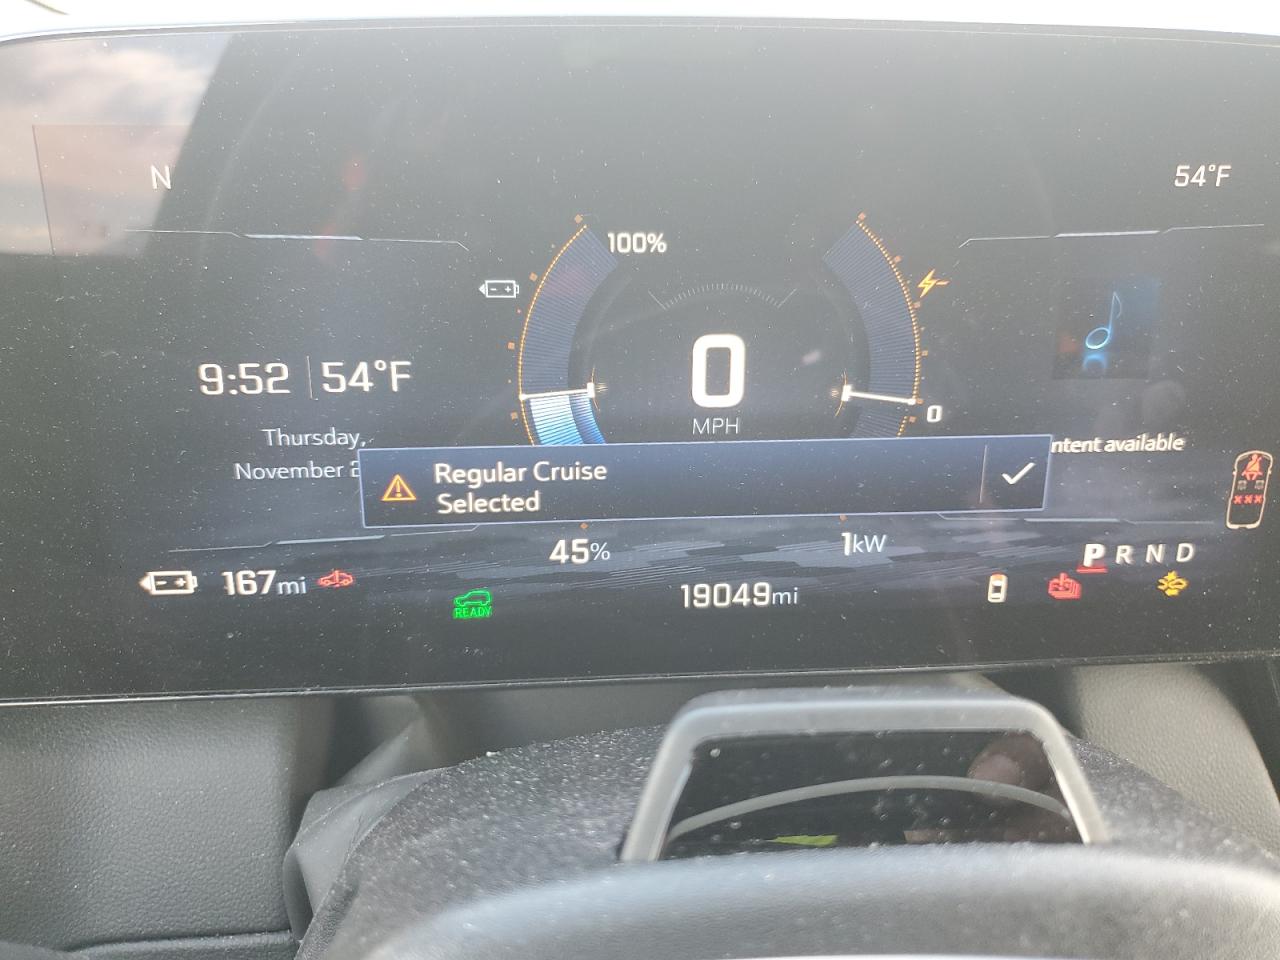 N
54°F
100%
0
MPH
0
9:52 54°F
Thursday,
November
ntent available
Regular Cruise
Selected
45%
1kW
P R N D
167mi
READY
19049mi